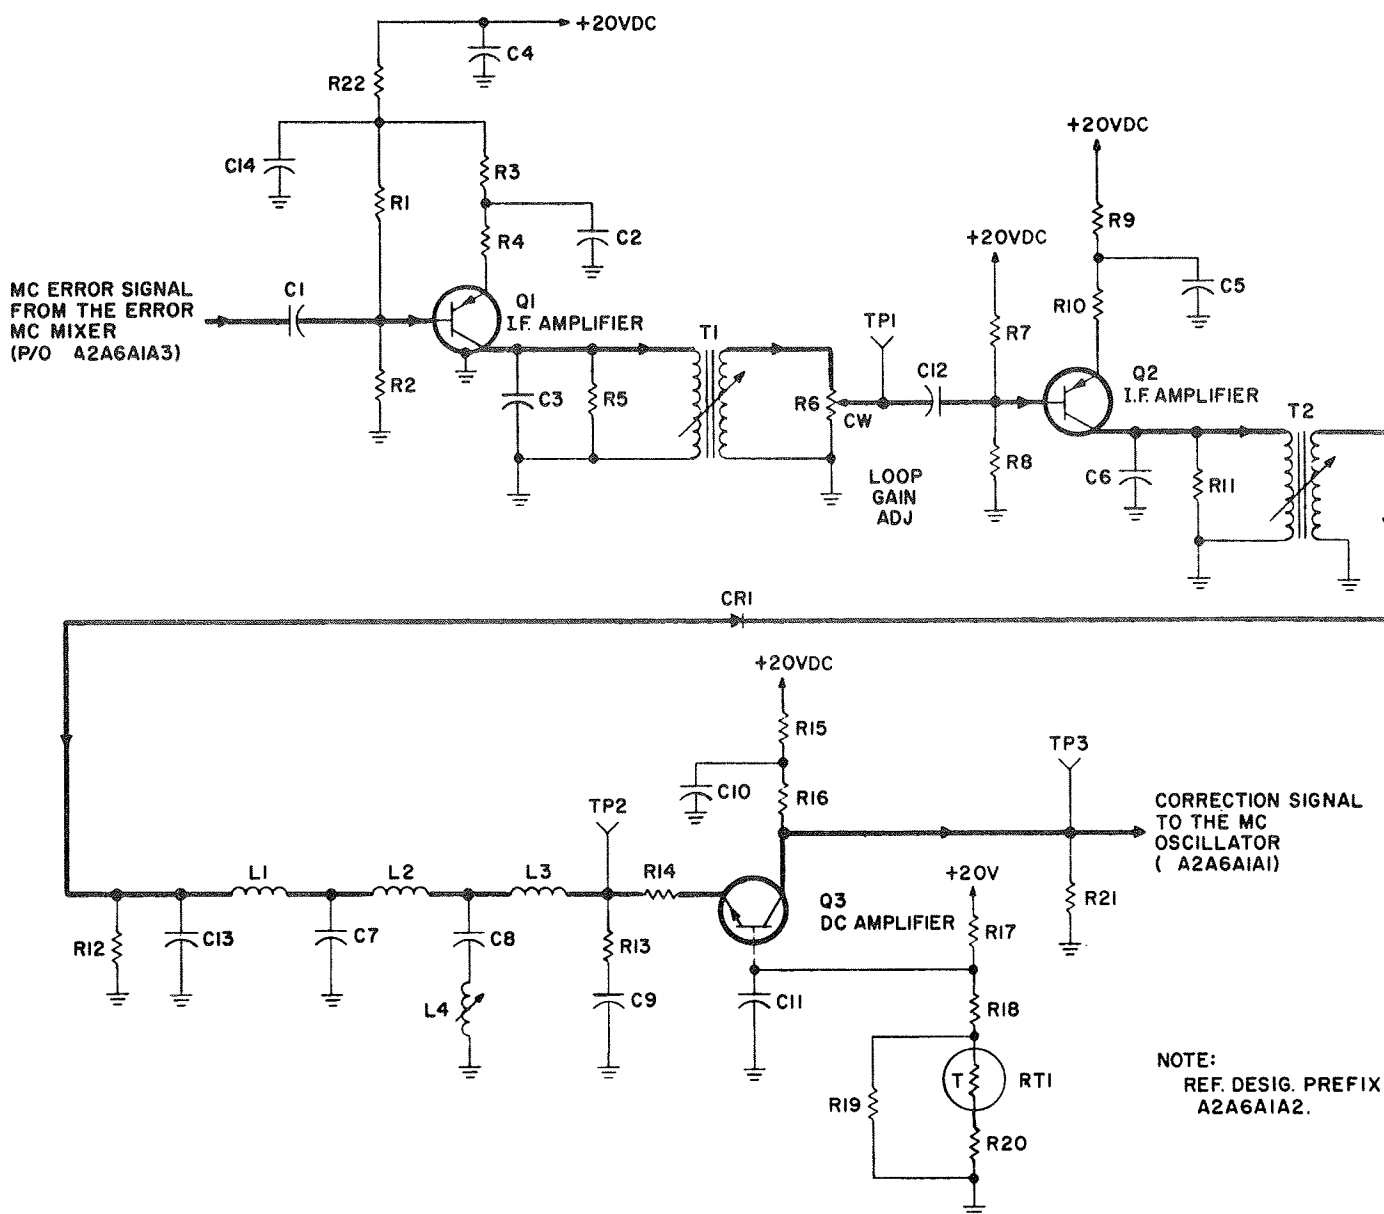 +20VDC
C4
R22
C14
R3
R1
R4
C2
+20VDC
R9
+20VDC
C5
R10
MC ERROR SIGNAL
FROM THE ERROR
MC MIXER
(P/O A2A6A1A3)
C1
Q1
I.F. AMPLIFIER
R2
C3
R5
T1
R6
CW
LOOP
GAIN
ADJ
TP1
C12
R7
R8
Q2
I.F. AMPLIFIER
C6
R11
T2
CR1
+20VDC
R15
C10
R16
TP3
CORRECTION SIGNAL
TO THE MC
OSCILLATOR
( A2A6A1A1)
R21
TP2
L1
L2
L3
R14
Q3
DC AMPLIFIER
+20V
R17
R12
C13
C7
C8
R13
L4
C9
C11
R18
R19
T
RT1
R20
NOTE:
REF. DESIG. PREFIX
A2A6A1A2.